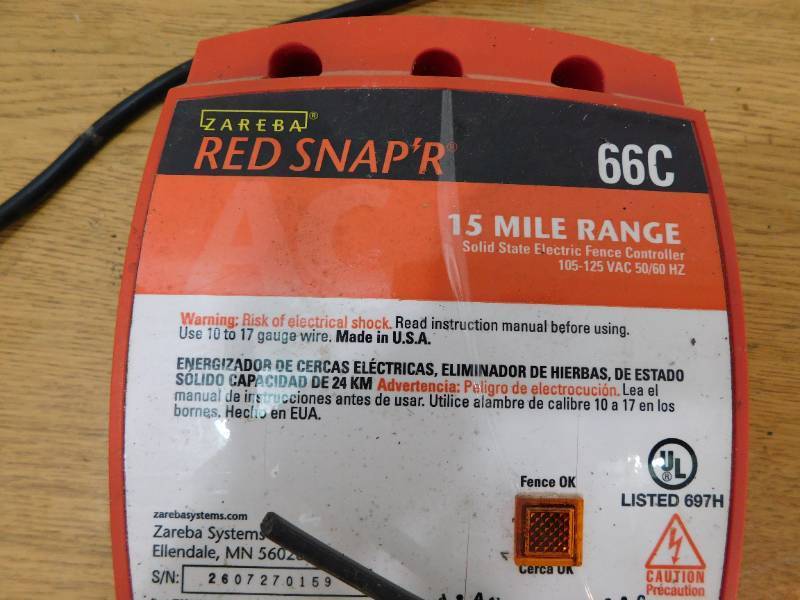 ZAREBA®
RED SNAP'R®
66C
AC
15 MILE RANGE
Solid State Electric Fence Controller
105-125 VAC 50/60 HZ
Warning: Risk of electrical shock. Read instruction manual before using.
Use 10 to 17 gauge wire. Made in U.S.A.
ENERGIZADOR DE CERCAS ELÉCTRICAS, ELIMINADOR DE HIERBAS, DE ESTADO
SÓLIDO CAPACIDAD DE 24 KM Advertencia: Peligro de electrocución. Lea el
manual de instrucciones antes de usar. Utilice alambre de calibre 10 a 17 en los
bornes. Hecho en EUA.
Fence OK
Cerca OK
UL®
LISTED 697H
CAUTION
Précaution
zarebasystems.com
Zareba Systems
Ellendale, MN
S/N: 2607270159